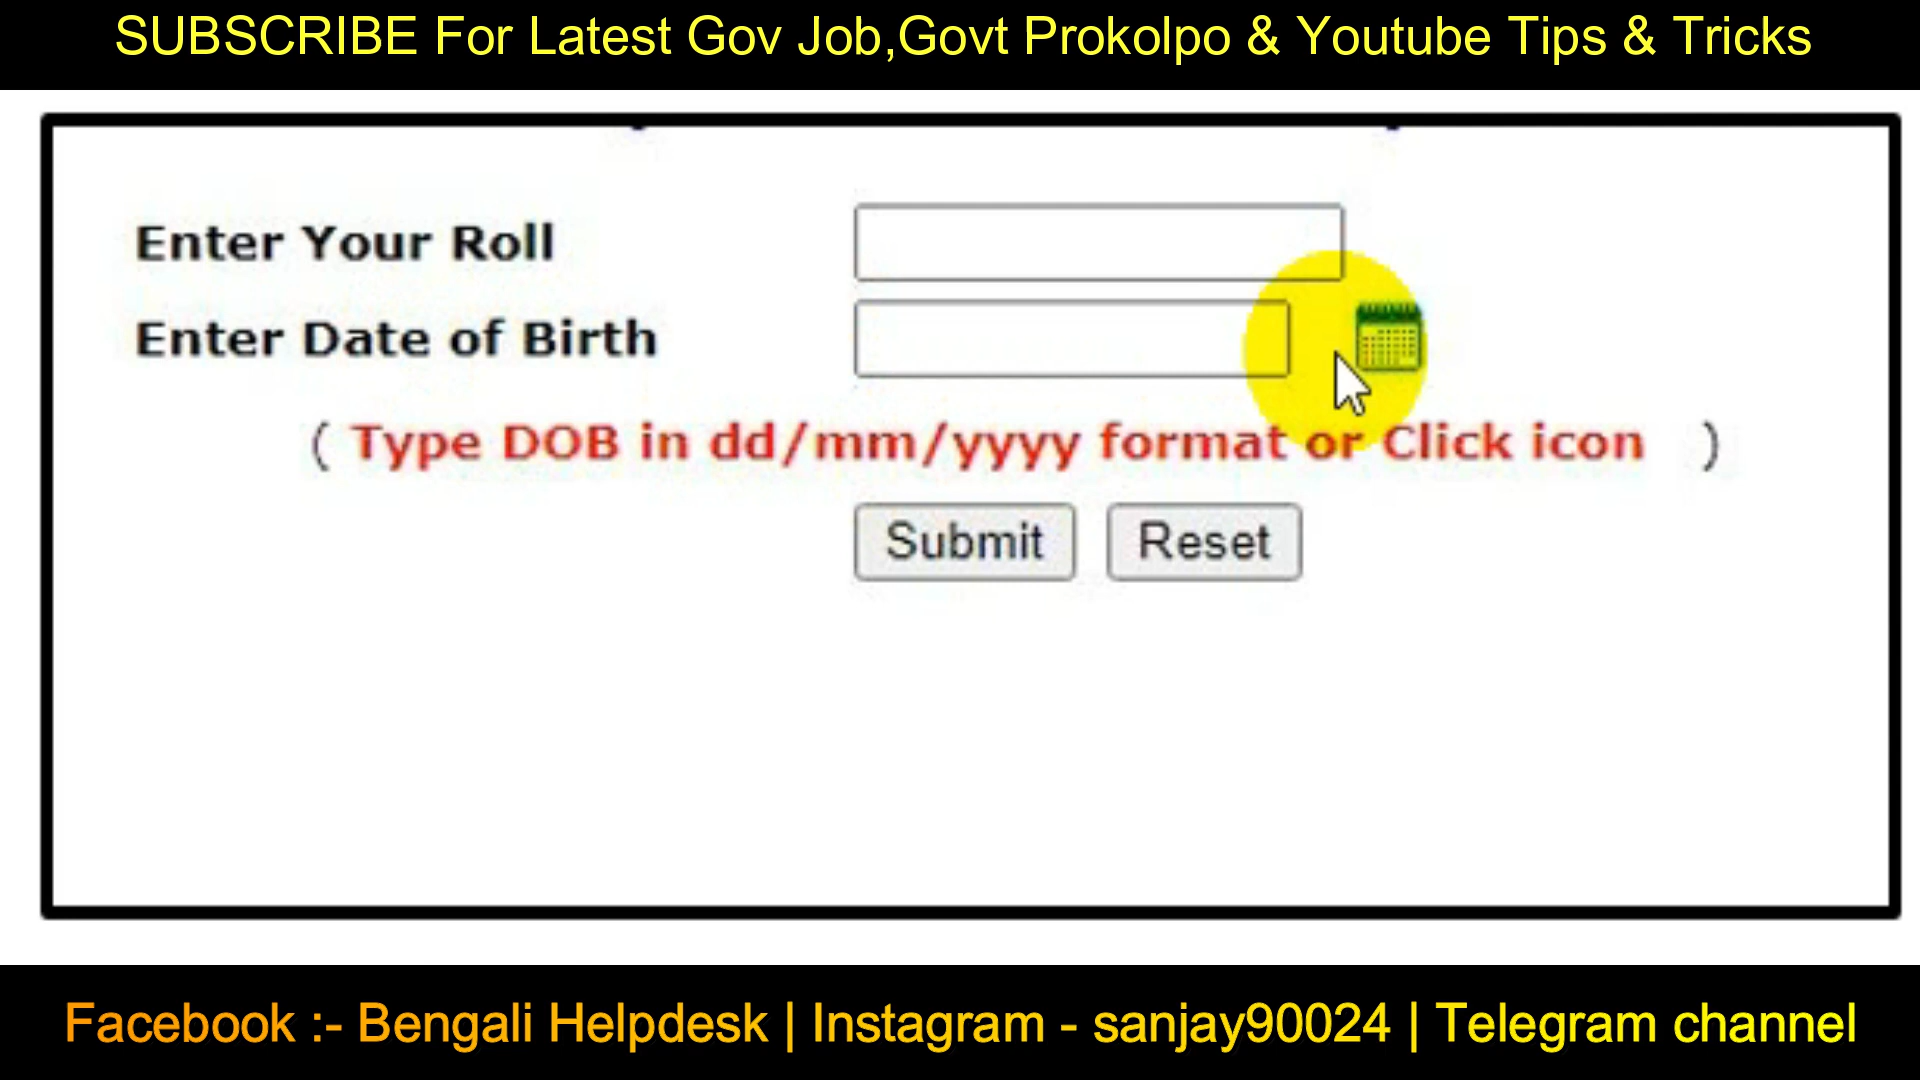 SUBSCRIBE For Latest Gov Job,Govt Prokolpo & Youtube Tips & Tricks
Enter Your Roll
Enter Date of Birth
( Type DOB in dd/mm/yyyy format or Click icon )
Submit Reset
Facebook :- Bengali Helpdesk | Instagram - sanjay90024 | Telegram channel